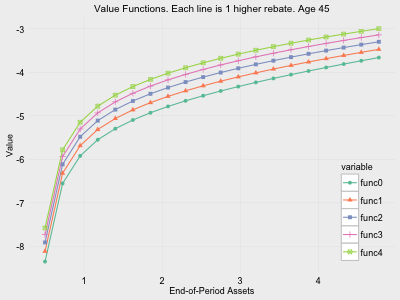 Value Functions. Each line is 1 higher rebate. Age 45
-3
-4
-5
-6
-7
-8
Value
1
2
3
4
End-of-Period Assets
variable
func0
func1
func2
func3
func4